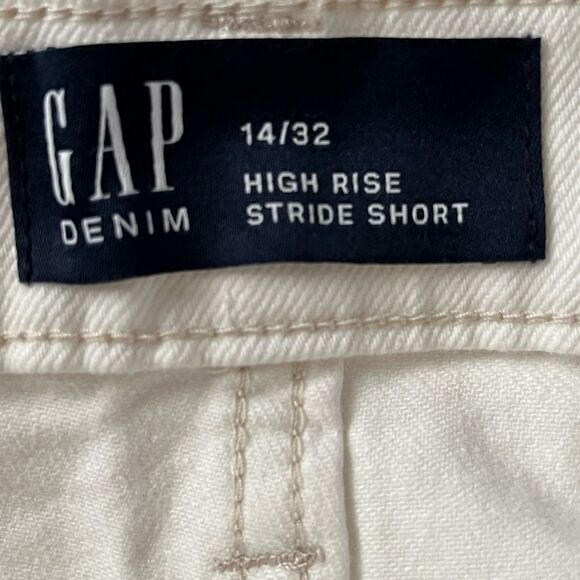 GAP
DENIM
14/32
HIGH RISE
STRIDE SHORT